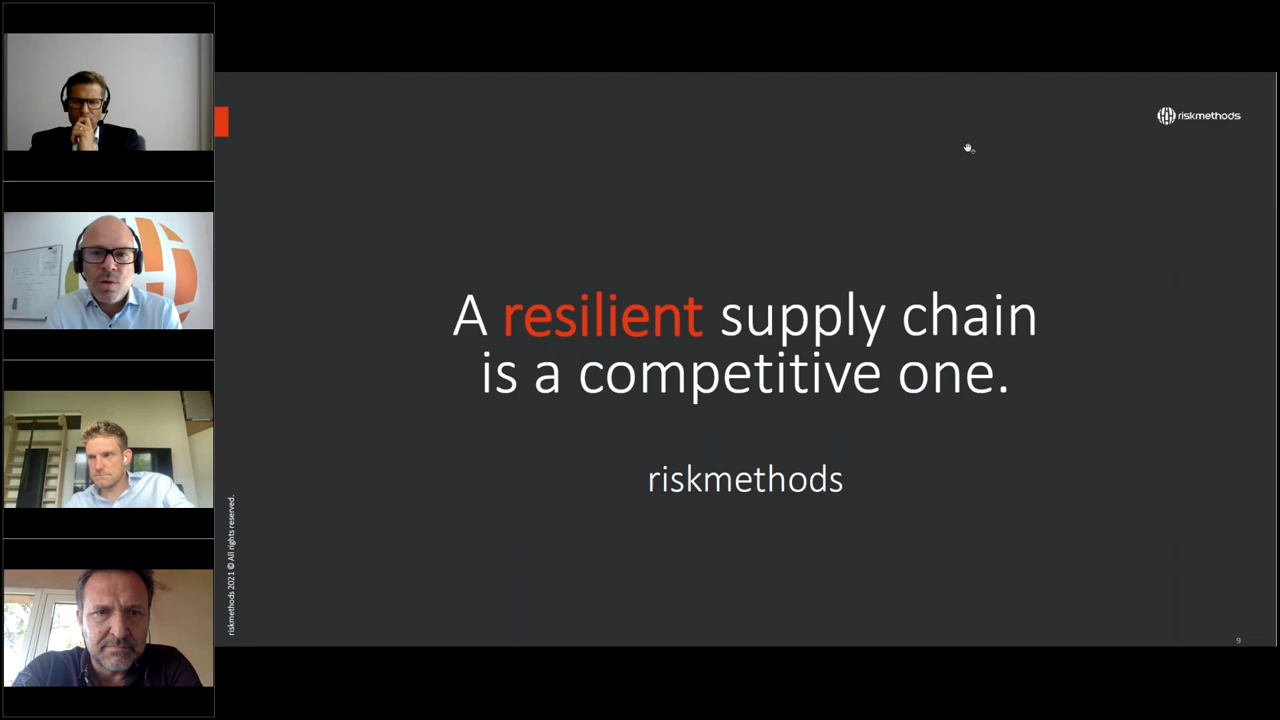 riskmethods
A resilient supply chain
is a competitive one.
riskmethods
riskmethods 2021 © All rights reserved.
9